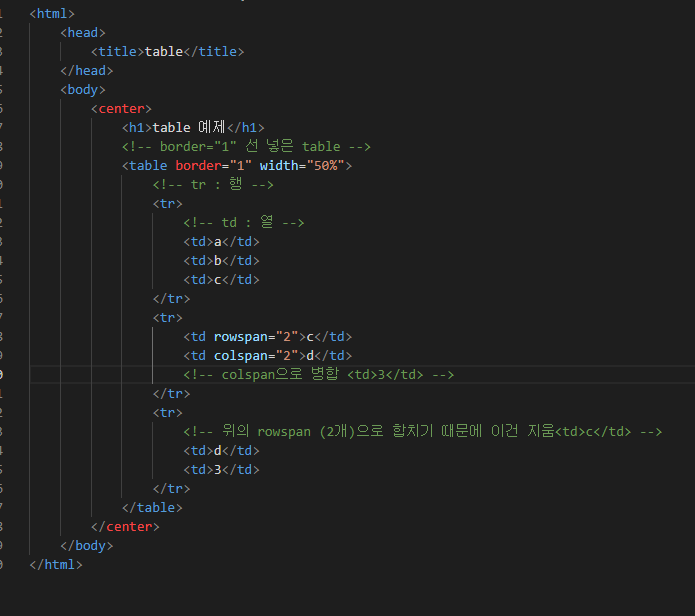 <html>
<head>
<title>table</title>
</head>
<body>
<center>
<h1>table 예제</h1>
<!-- border="1" 선 넣은 table -->
<table border="1" width="50%">
<!-- tr : 행 -->
<tr>
<!-- td : 열 -->
<td>a</td>
<td>b</td>
<td>c</td>
</tr>
<tr>
<td rowspan="2">c</td>
<td colspan="2">d</td>
<!-- colspan으로 병합 <td>3</td> -->
</tr>
<tr>
<!-- 위의 rowspan (2개)으로 합치기 때문에 이건 지움<td>c</td> -->
<td>d</td>
<td>3</td>
</tr>
</table>
</center>
</body>
</html>